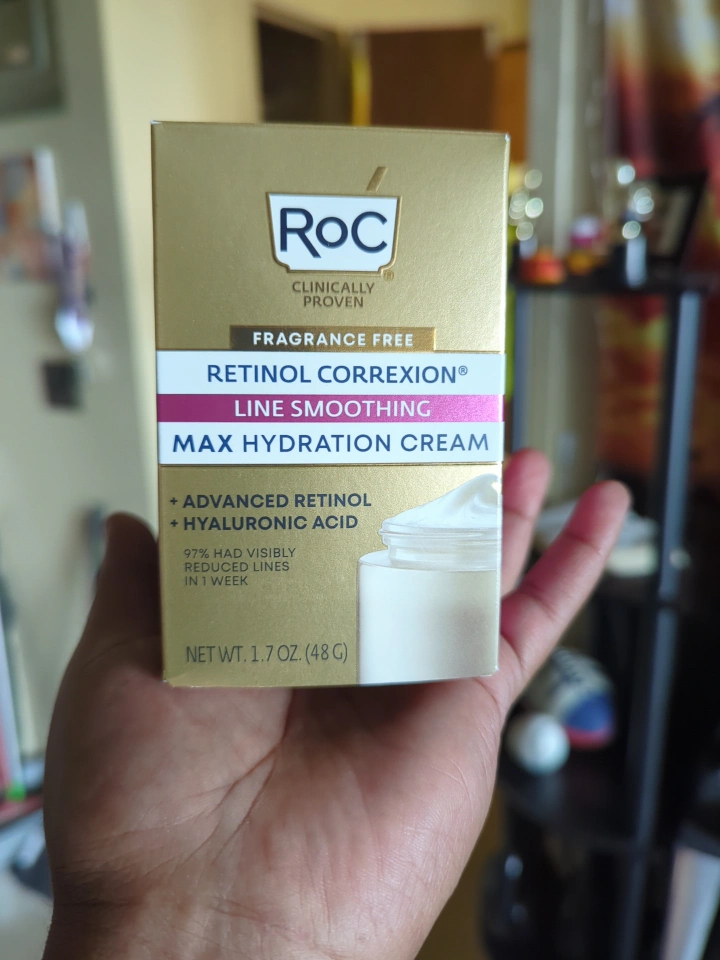 RoC
®
CLINICALLY
PROVEN
FRAGRANCE FREE
RETINOL CORREXION®
LINE SMOOTHING
MAX HYDRATION CREAM
+ ADVANCED RETINOL
+ HYALURONIC ACID
97% HAD VISIBLY
REDUCED LINES
IN 1 WEEK
NET WT. 1.7 OZ. (48 G)